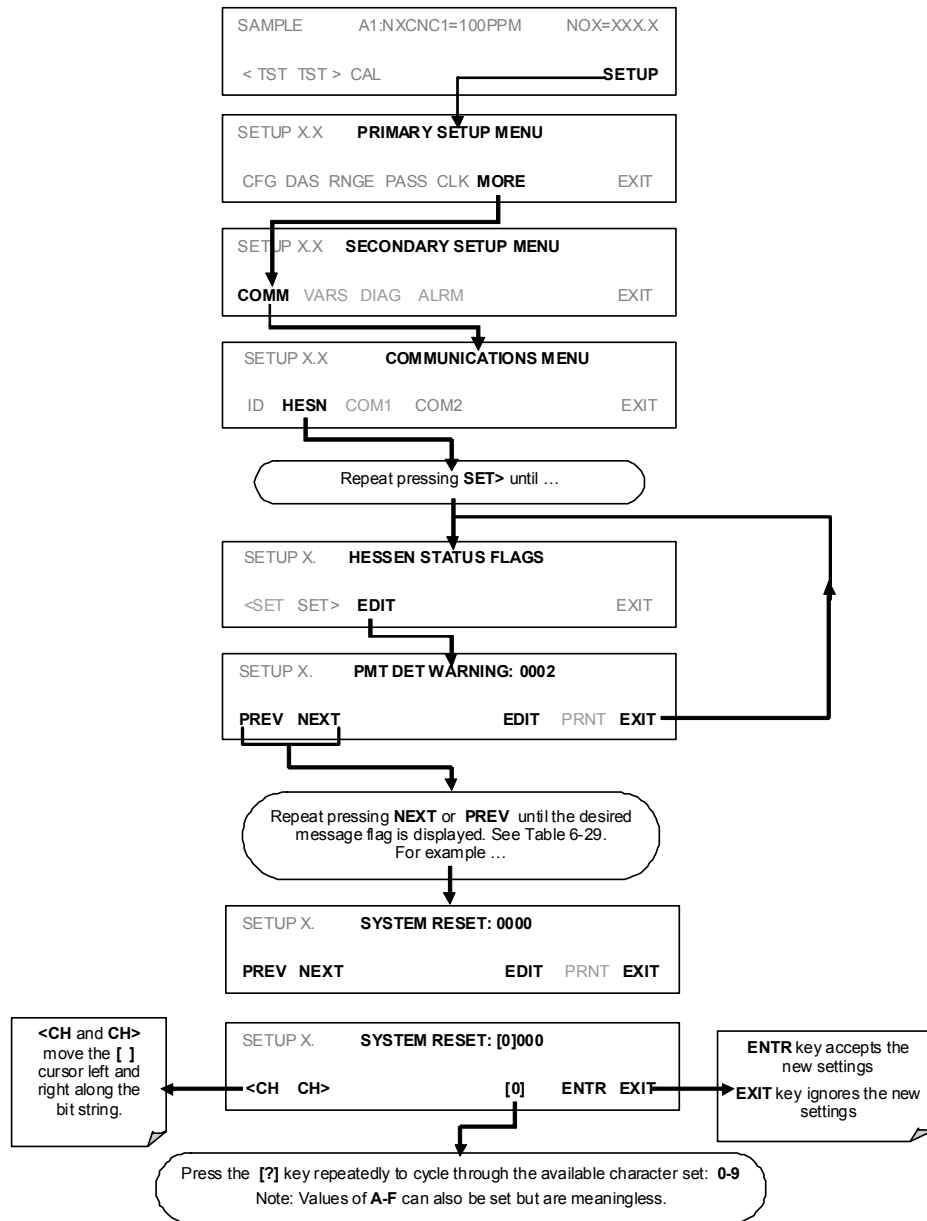 SAMPLE A1:NXCNC1=100PPM NOX=XXX.X
< TST TST > CAL SETUP
SETUP X.X PRIMARY SETUP MENU
CFG DAS RNGE PASS CLK MORE EXIT
SETUP X.X SECONDARY SETUP MENU
COMM VARS DIAG ALRM EXIT
SETUP X.X COMMUNICATIONS MENU
ID HESN COM1 COM2 EXIT
Repeat pressing SET> until …
SETUP X. HESSEN STATUS FLAGS
<SET SET> EDIT EXIT
SETUP X. PMT DET WARNING: 0002
PREV NEXT EDIT PRNT EXIT
Repeat pressing NEXT or PREV until the desired
message flag is displayed. See Table 6-29.
For example …
SETUP X. SYSTEM RESET: 0000
PREV NEXT EDIT PRNT EXIT
<CH and CH>
move the [ ]
cursor left and
right along the
bit string.
SETUP X. SYSTEM RESET: [0]000
<CH CH> [0] ENTR EXIT
ENTR key accepts the
new settings
EXIT key ignores the new
settings
Press the [?] key repeatedly to cycle through the available character set: 0-9
Note: Values of A-F can also be set but are meaningless.